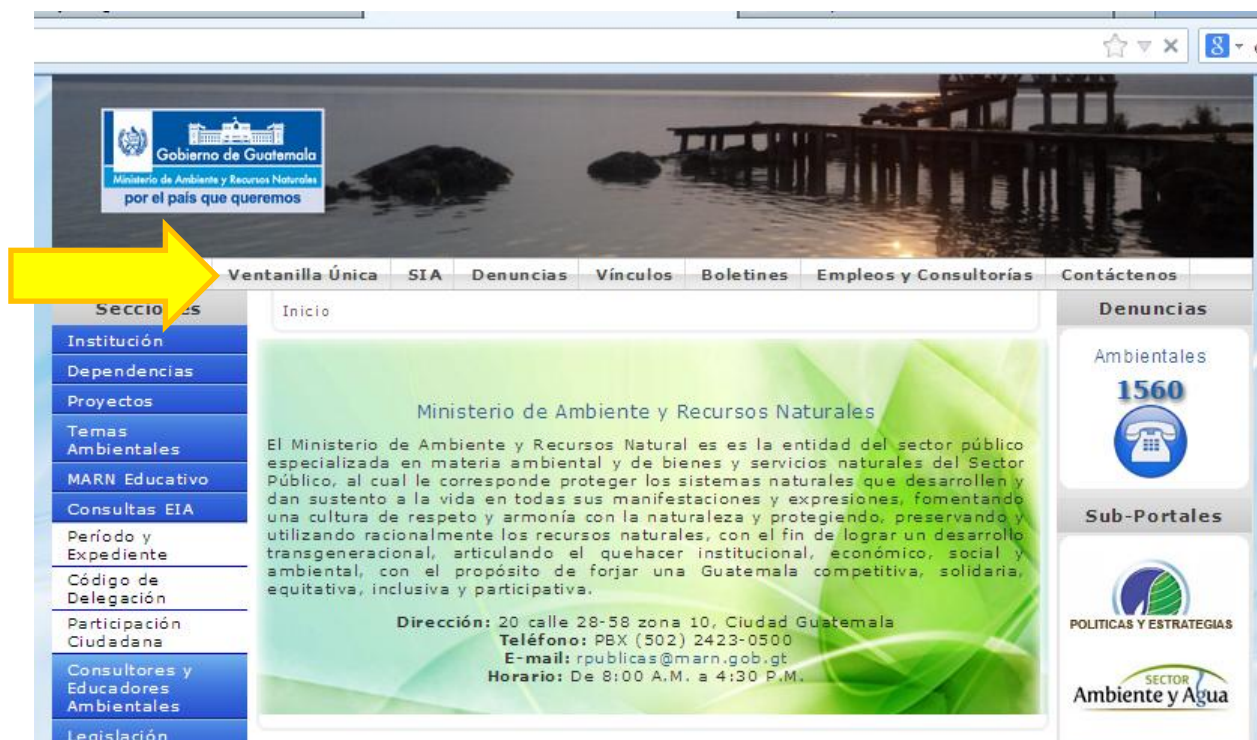 Gobierno de Guatemala
Ministerio de Ambiente y Recursos Naturales
por el país que queremos
Ventanilla Única SIA Denuncias Vínculos Boletines Empleos y Consultorías Contáctenos
Secciones
Institución
Dependencias
Proyectos
Temas
Ambientales
MARN Educativo
Consultas EIA
Período y
Expediente
Código de
Delegación
Participación
Ciudadana
Consultores y
Educadores
Ambientales
Legislación
Inicio
Ministerio de Ambiente y Recursos Naturales
El Ministerio de Ambiente y Recursos Natural es es la entidad del sector público
especializada en materia ambiental y de bienes y servicios naturales del Sector
Público, al cual le corresponde proteger los sistemas naturales que desarrollen y
dan sustento a la vida en todas sus manifestaciones y expresiones, fomentando
una cultura de respeto y armonía con la naturaleza y protegiendo, preservando y
utilizando racionalmente los recursos naturales, con el fin de lograr un desarrollo
transgeneracional, articulando el quehacer institucional, económico, social y
ambiental, con el propósito de forjar una Guatemala competitiva, solidaria,
equitativa, inclusiva y participativa.
Dirección: 20 calle 28-58 zona 10, Ciudad Guatemala
Teléfono: PBX (502) 2423-0500
E-mail: rpublicas@marn.gob.gt
Horario: De 8:00 A.M. a 4:30 P.M.
Denuncias
Ambientales
1560
Sub-Portales
POLITICAS Y ESTRATEGIAS
SECTOR
Ambiente y Agua